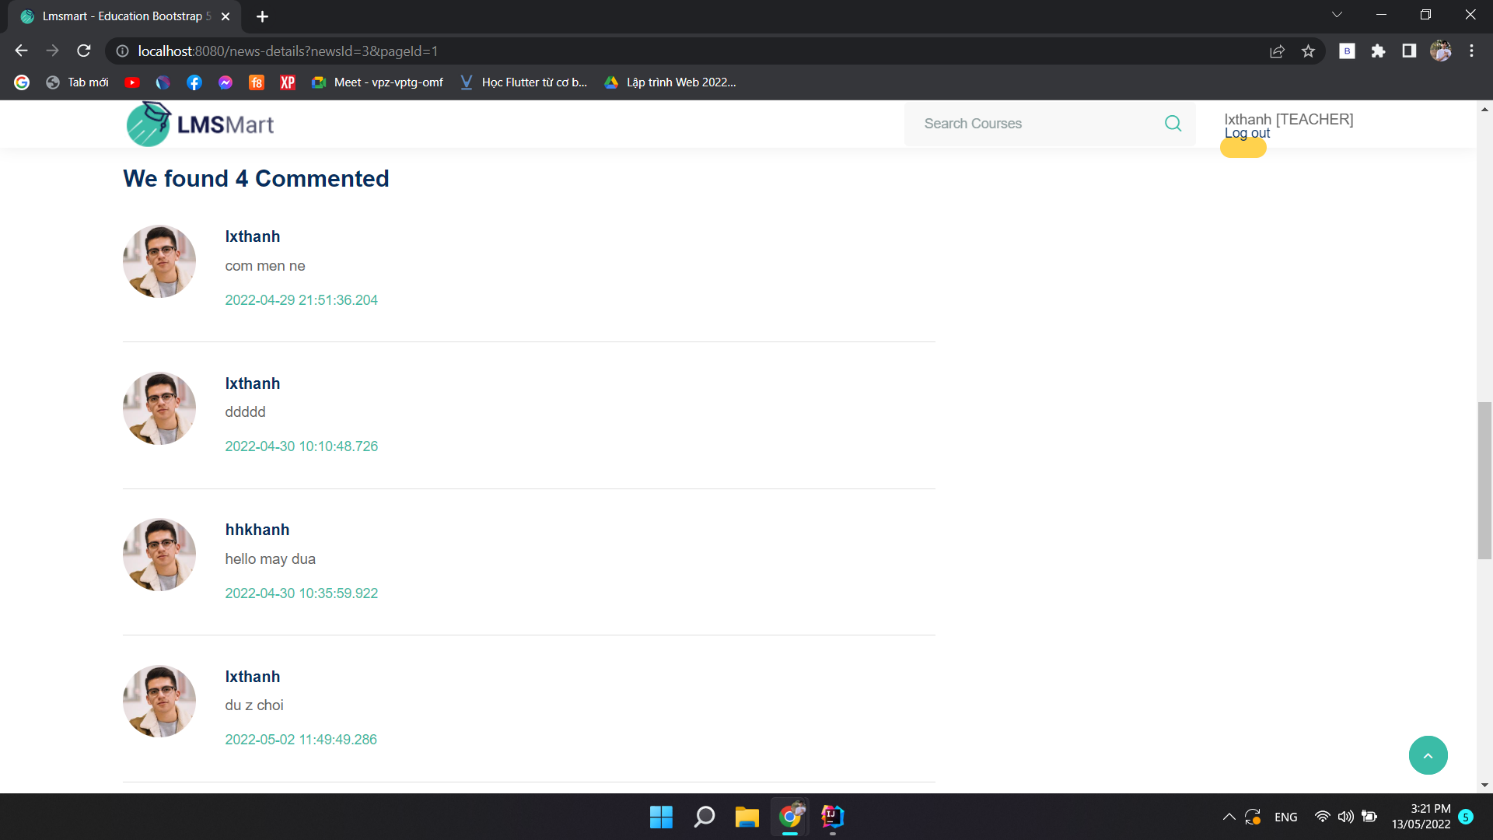 Lmsmart - Education Bootstrap 5
localhost:8080/news-details?newsId=3&pageId=1
B
Tab mới
f8
XP
Meet - vpz-vptg-omf
Học Flutter từ cơ b...
Lập trình Web 2022...
LMSMart
Search Courses
lxthanh [TEACHER]
Log out
We found 4 Commented
lxthanh
com men ne
2022-04-29 21:51:36.204
lxthanh
ddddd
2022-04-30 10:10:48.726
hhkhanh
hello may dua
2022-04-30 10:35:59.922
lxthanh
du z choi
2022-05-02 11:49:49.286
IJ
ENG
3:21 PM
13/05/2022
5